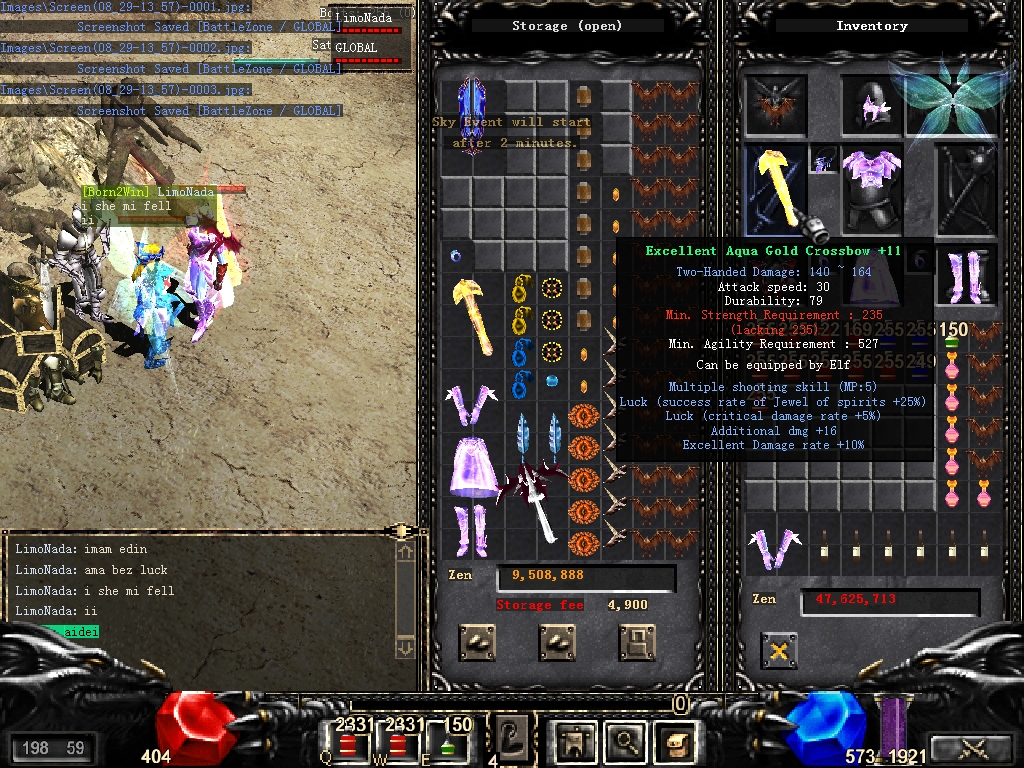 Images\Screen(08_29-13_57)-0001.jpg:
Screenshot Saved [BattleZone / GLOBAL]
Images\Screen(08_29-13_57)-0002.jpg:
Screenshot Saved [BattleZone / GLOBAL]
Images\Screen(08_29-13_57)-0003.jpg:
Screenshot Saved [BattleZone / GLOBAL]
LimoNada
GLOBAL
[Born2Win] LimoNada
i she mi fell
ii
Storage (open)
Sky Event will start
after 2 minutes.
Inventory
Excellent Aqua Gold Crossbow +11
Two-Handed Damage: 140 ~ 164
Attack speed: 30
Durability: 79
Min. Strength Requirement : 235
(lacking 235)
Min. Agility Requirement : 527
Can be equipped by Elf
Multiple shooting skill (MP:5)
Luck (success rate of Jewel of spirits +25%)
Luck (critical damage rate +5%)
Additional dmg +16
Excellent Damage rate +10%
150
LimoNada: imam edin
LimoNada: ama bez luck
LimoNada: i she mi fell
LimoNada: ii
aidei
Zen 9,508,888
Storage fee 4,900
Zen 47,625,713
0
198 59
404
2331 2331 150
Q W E
4
573 1921